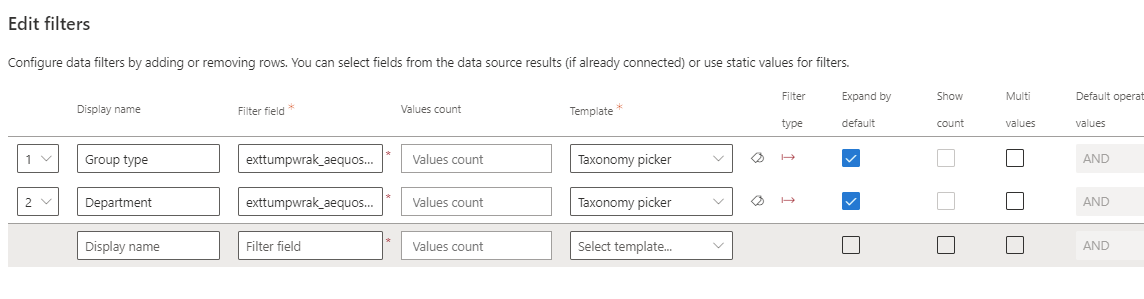 Edit filters
Configure data filters by adding or removing rows. You can select fields from the data source results (if already connected) or use static values for filters.
Display name Filter field * Values count Template * Filter type Expand by default Show count Multi values Default operat values
1 Group type exttumpwrak_aequos... * Values count Taxonomy picker AND
2 Department exttumpwrak_aequos... * Values count Taxonomy picker AND
Display name Filter field * Values count Select template... AND